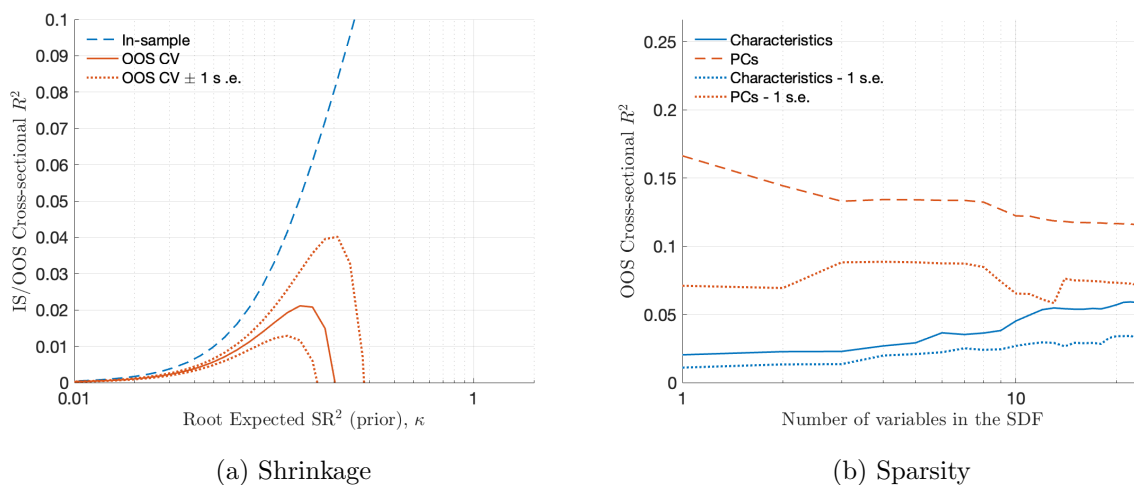 0.1
0.09
0.08
0.07
0.06
0.05
0.04
0.03
0.02
0.01
0
IS/OOS Cross-sectional R²
In-sample
OOS CV
OOS CV ± 1 s .e.
0.01
1
Root Expected SR² (prior), κ
(a) Shrinkage
0.25
0.2
0.15
0.1
0.05
0
OOS Cross-sectional R²
Characteristics
PCs
Characteristics - 1 s.e.
PCs - 1 s.e.
1
10
Number of variables in the SDF
(b) Sparsity